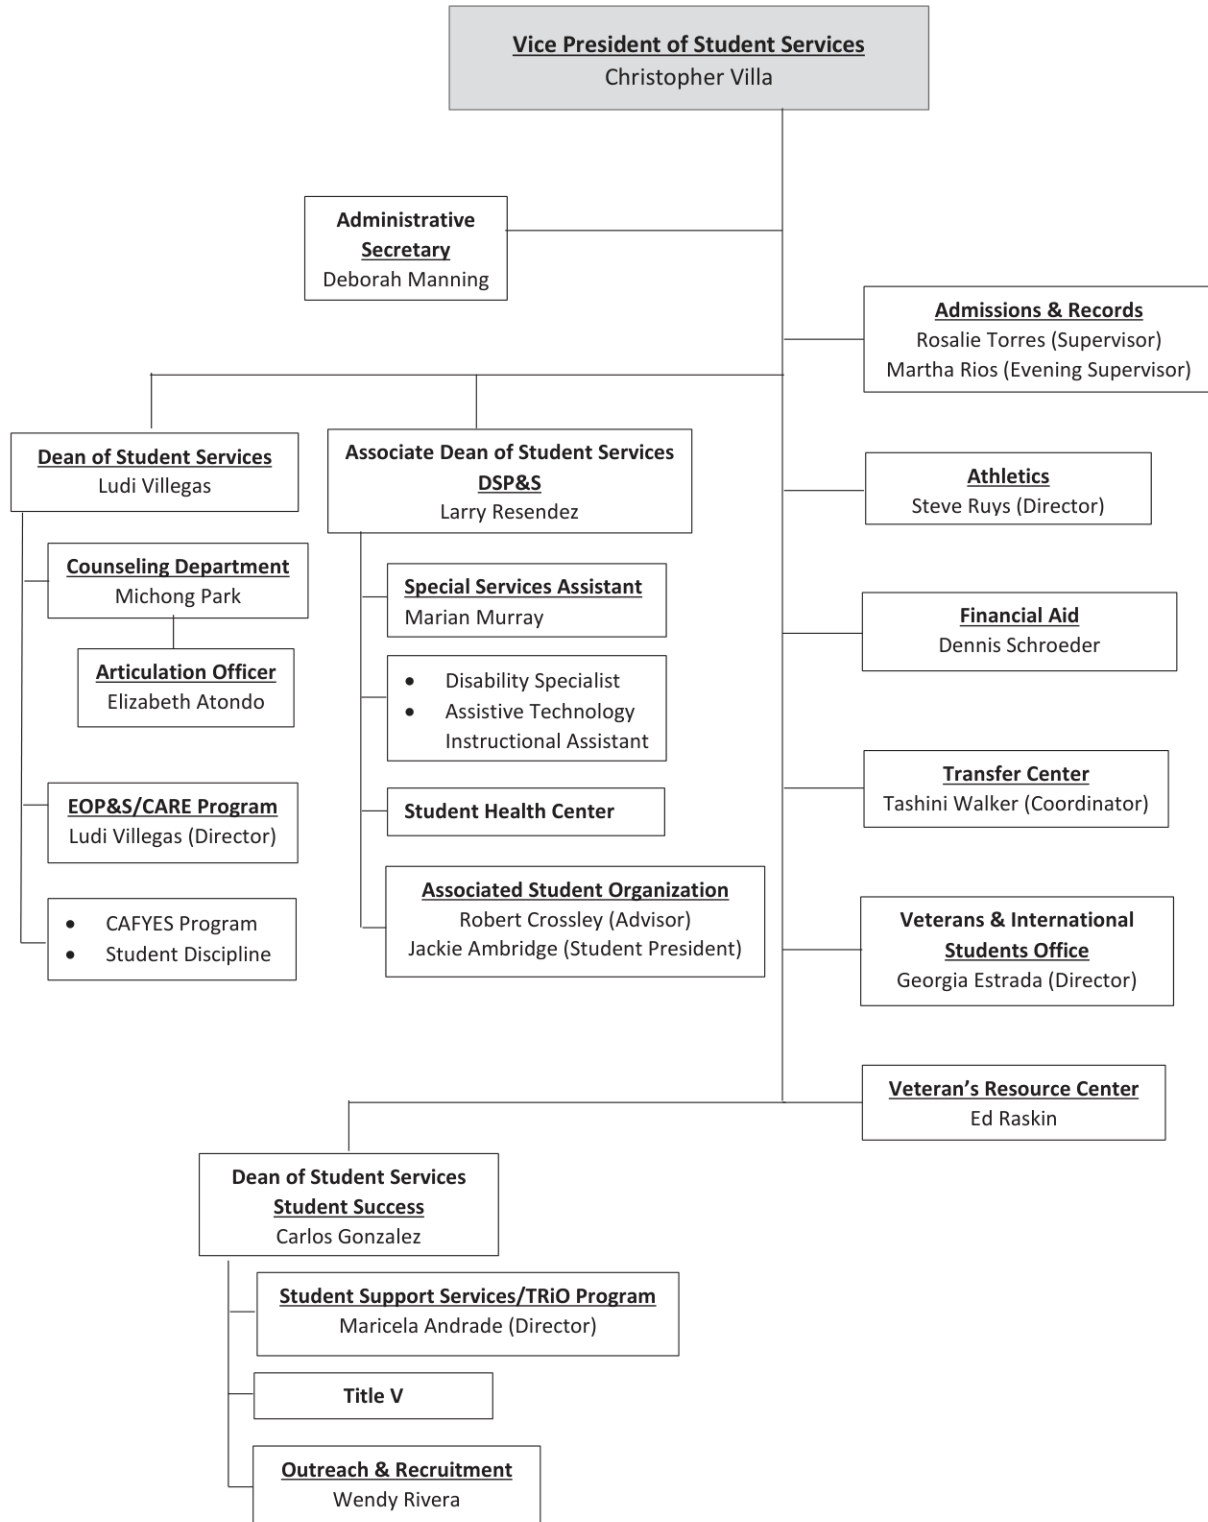 Vice President of Student Services
Christopher Villa
Administrative
Secretary
Deborah Manning
Admissions & Records
Rosalie Torres (Supervisor)
Martha Rios (Evening Supervisor)
Dean of Student Services
Ludi Villegas
Associate Dean of Student Services
DSP&S
Larry Resendez
Athletics
Steve Ruys (Director)
Counseling Department
Michong Park
Special Services Assistant
Marian Murray
Financial Aid
Dennis Schroeder
Articulation Officer
Elizabeth Atondo
• Disability Specialist
• Assistive Technology
Instructional Assistant
Transfer Center
Tashini Walker (Coordinator)
EOP&S/CARE Program
Ludi Villegas (Director)
Student Health Center
Associated Student Organization
Robert Crossley (Advisor)
Jackie Ambridge (Student President)
• CAFYES Program
• Student Discipline
Veterans & International
Students Office
Georgia Estrada (Director)
Veteran’s Resource Center
Ed Raskin
Dean of Student Services
Student Success
Carlos Gonzalez
Student Support Services/TRiO Program
Maricela Andrade (Director)
Title V
Outreach & Recruitment
Wendy Rivera